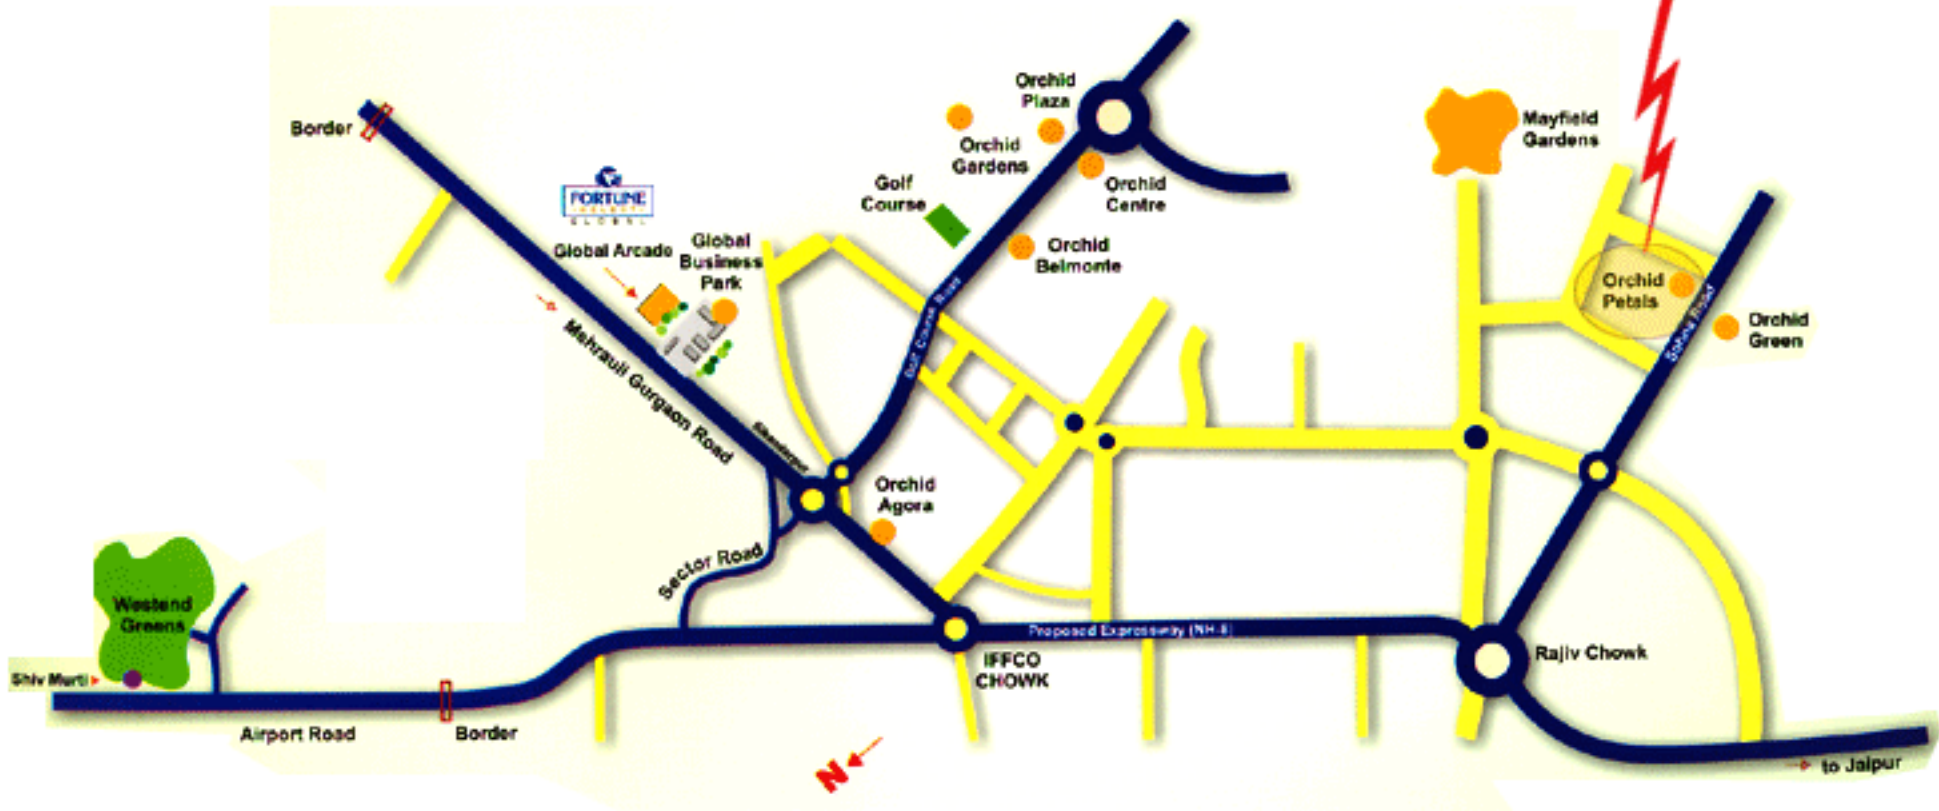 Orchid
Plaza
Border
Orchid
Gardens
Mayfield
Gardens
FORTUNE
GLOBAL
Golf
Course
Orchid
Centre
Global Arcade
Global
Business
Park
Orchid
Belmonte
Orchid
Petals
Orchid
Green
Golf Course Road
Sohna Road
Mehrauli Gurgaon Road
Sikanderpur
Orchid
Agora
Sector Road
Westend
Greens
Proposed Expressway (NH-8)
IFFCO
CHOWK
Rajiv Chowk
Shiv Murti
Airport Road
Border
N
to Jaipur